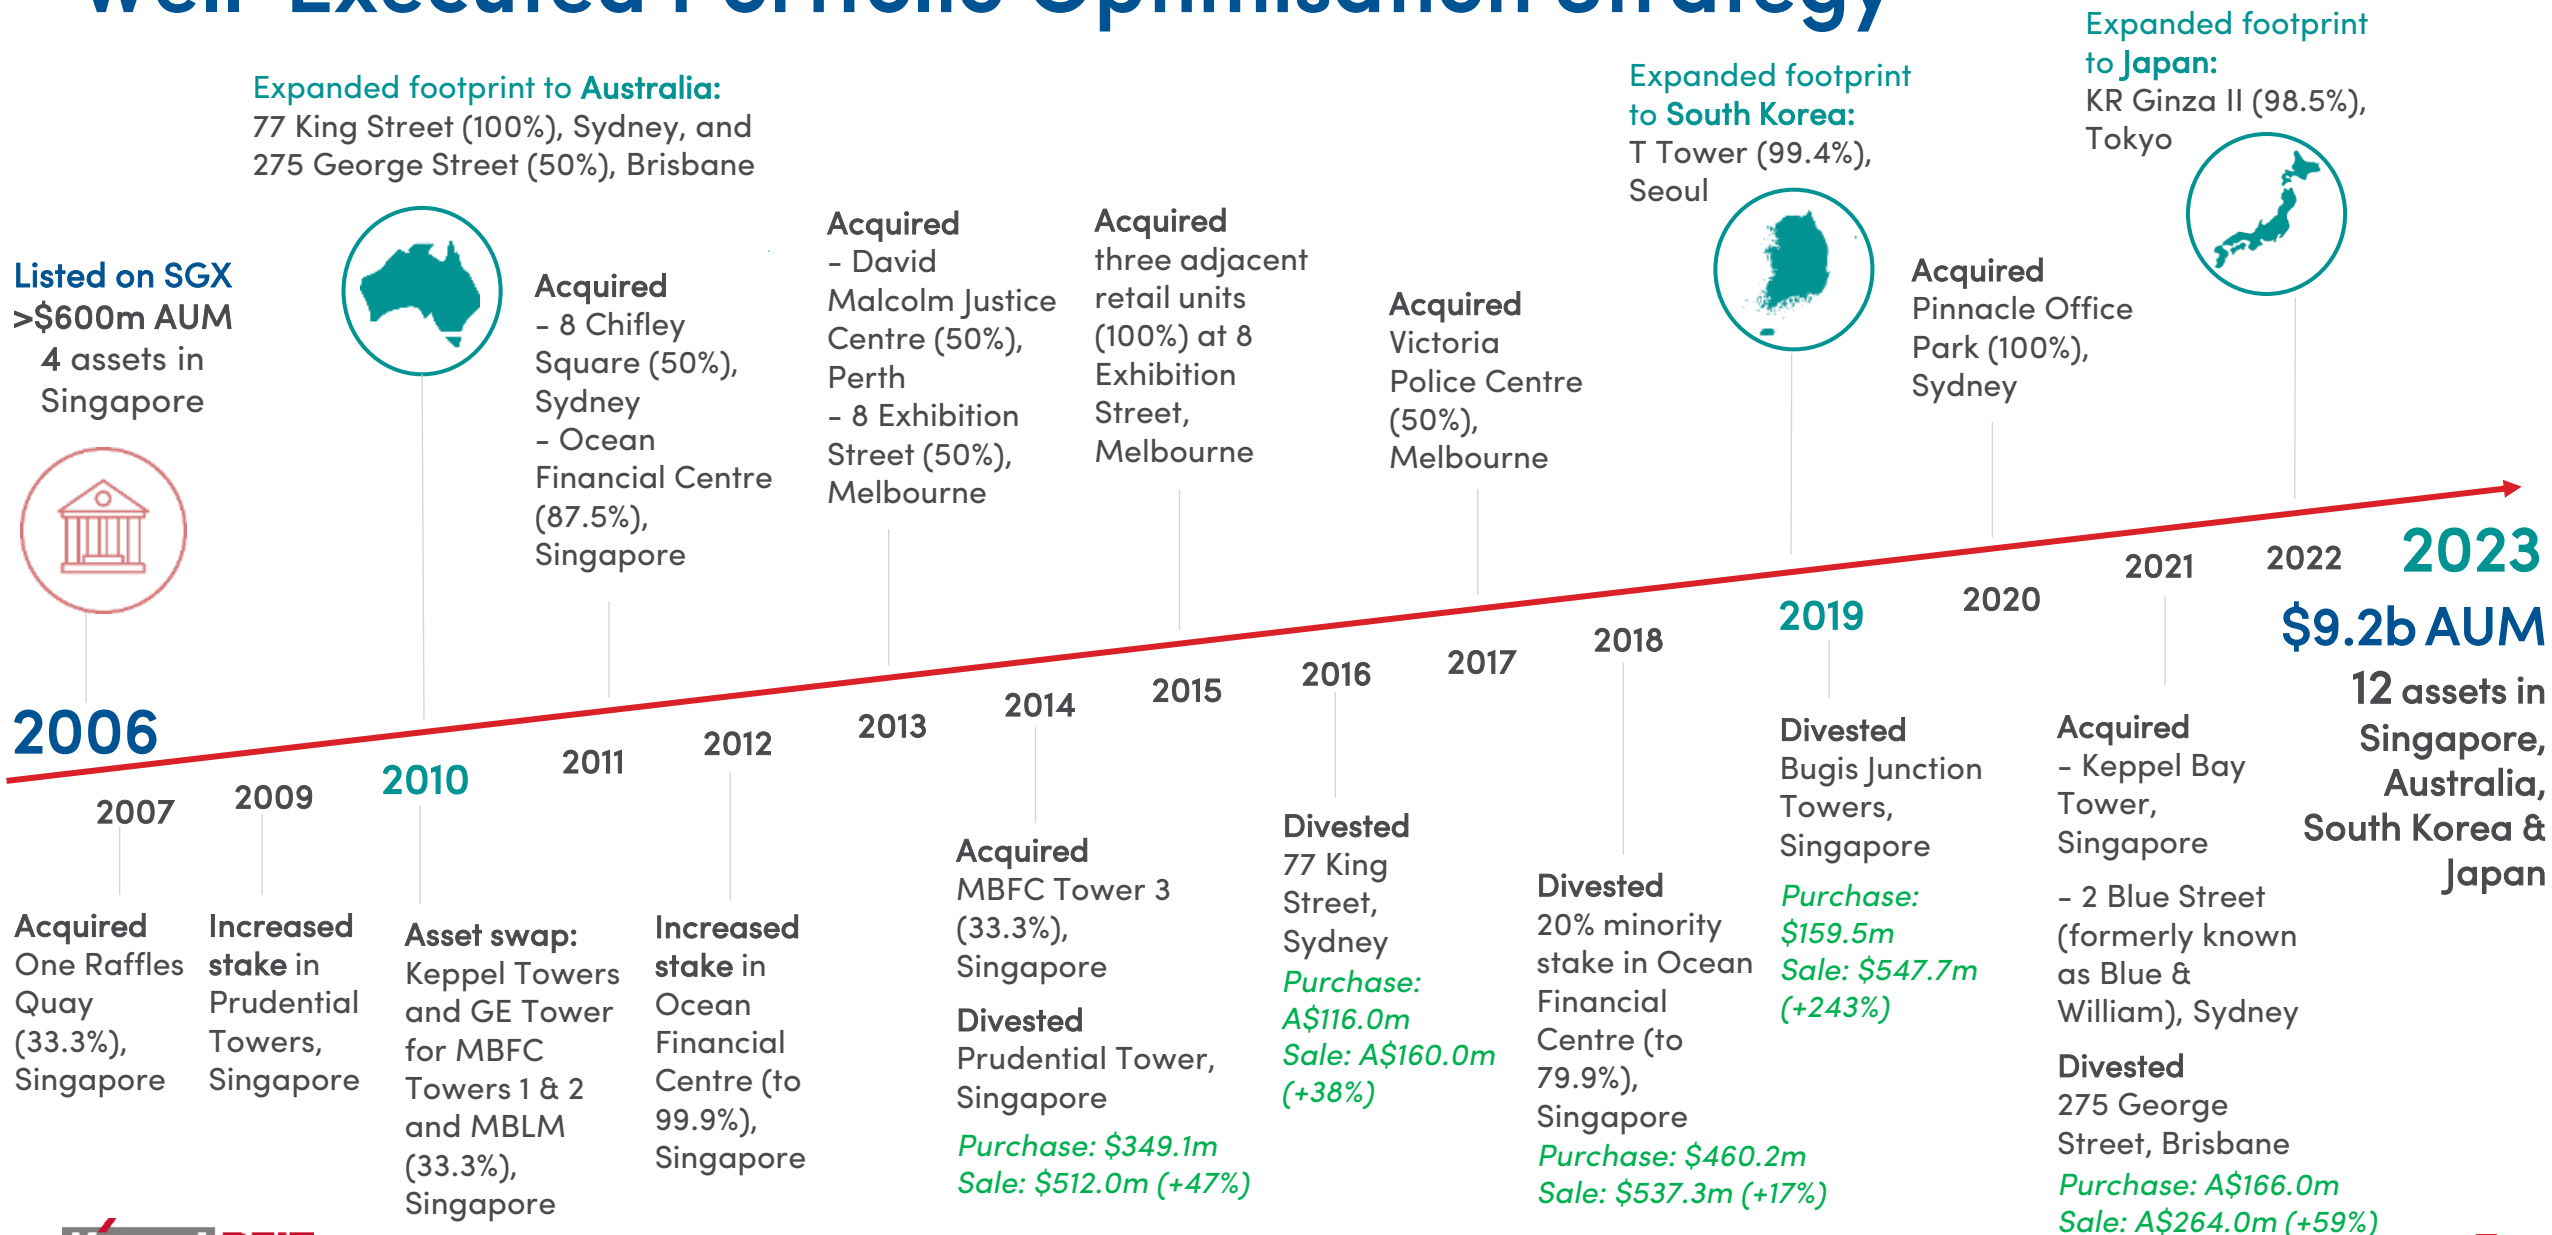 Well-Executed Portfolio Optimisation Strategy
Listed on SGX
>$600m AUM
4 assets in
Singapore
2006
Expanded footprint to Australia:
77 King Street (100%), Sydney, and
275 George Street (50%), Brisbane
Acquired
- 8 Chifley
Square (50%),
Sydney
- Ocean
Financial Centre
(87.5%),
Singapore
Acquired
- David
Malcolm Justice
Centre (50%),
Perth
- 8 Exhibition
Street (50%),
Melbourne
Acquired
three adjacent
retail units
(100%) at 8
Exhibition
Street,
Melbourne
Acquired
Victoria
Police Centre
(50%),
Melbourne
Expanded footprint
to South Korea:
T Tower (99.4%),
Seoul
Acquired
Pinnacle Office
Park (100%),
Sydney
Expanded footprint
to Japan:
KR Ginza II (98.5%),
Tokyo
2007
2009
2010
2011
2012
2013
2014
2015
2016
2017
2018
2019
2020
2021
2022
2023
$9.2b AUM
12 assets in
Singapore,
Australia,
South Korea &
Japan
Acquired
One Raffles
Quay
(33.3%),
Singapore
Increased
stake in
Prudential
Towers,
Singapore
Asset swap:
Keppel Towers
and GE Tower
for MBFC
Towers 1 & 2
and MBLM
(33.3%),
Singapore
Increased
stake in
Ocean
Financial
Centre (to
99.9%),
Singapore
Acquired
MBFC Tower 3
(33.3%),
Singapore
Divested
Prudential Tower,
Singapore
Purchase: $349.1m
Sale: $512.0m (+47%)
Divested
77 King
Street,
Sydney
Purchase:
A$116.0m
Sale: A$160.0m
(+38%)
Divested
20% minority
stake in Ocean
Financial
Centre (to
79.9%),
Singapore
Purchase: $460.2m
Sale: $537.3m (+17%)
Divested
Bugis Junction
Towers,
Singapore
Purchase:
$159.5m
Sale: $547.7m
(+243%)
Acquired
- Keppel Bay
Tower,
Singapore
- 2 Blue Street
(formerly known
as Blue &
William), Sydney
Divested
275 George
Street, Brisbane
Purchase: A$166.0m
Sale: A$264.0m (+59%)